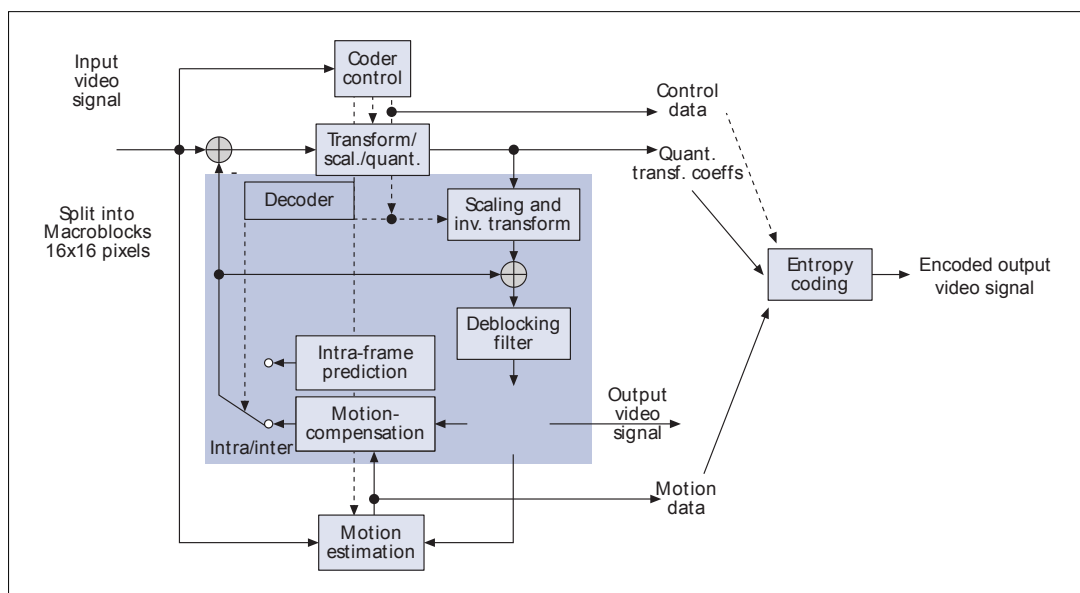 Input
video
signal
Coder
control
Control
data
Transform/
scal./quant.
Quant.
transf. coeffs
-
Decoder
Scaling and
inv. transform
Split into
Macroblocks
16x16 pixels
Entropy
coding
Encoded output
video signal
Deblocking
filter
Intra-frame
prediction
Output
video
signal
Motion-
compensation
Intra/inter
Motion
data
Motion
estimation